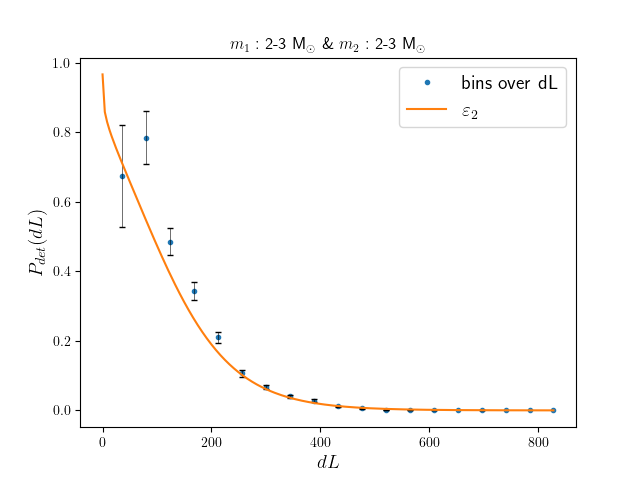 m₁ : 2-3 M⊙ & m₂ : 2-3 M⊙
bins over dL
ε₂
P_det(dL)
1.0
0.8
0.6
0.4
0.2
0.0
0 200 400 600 800
dL